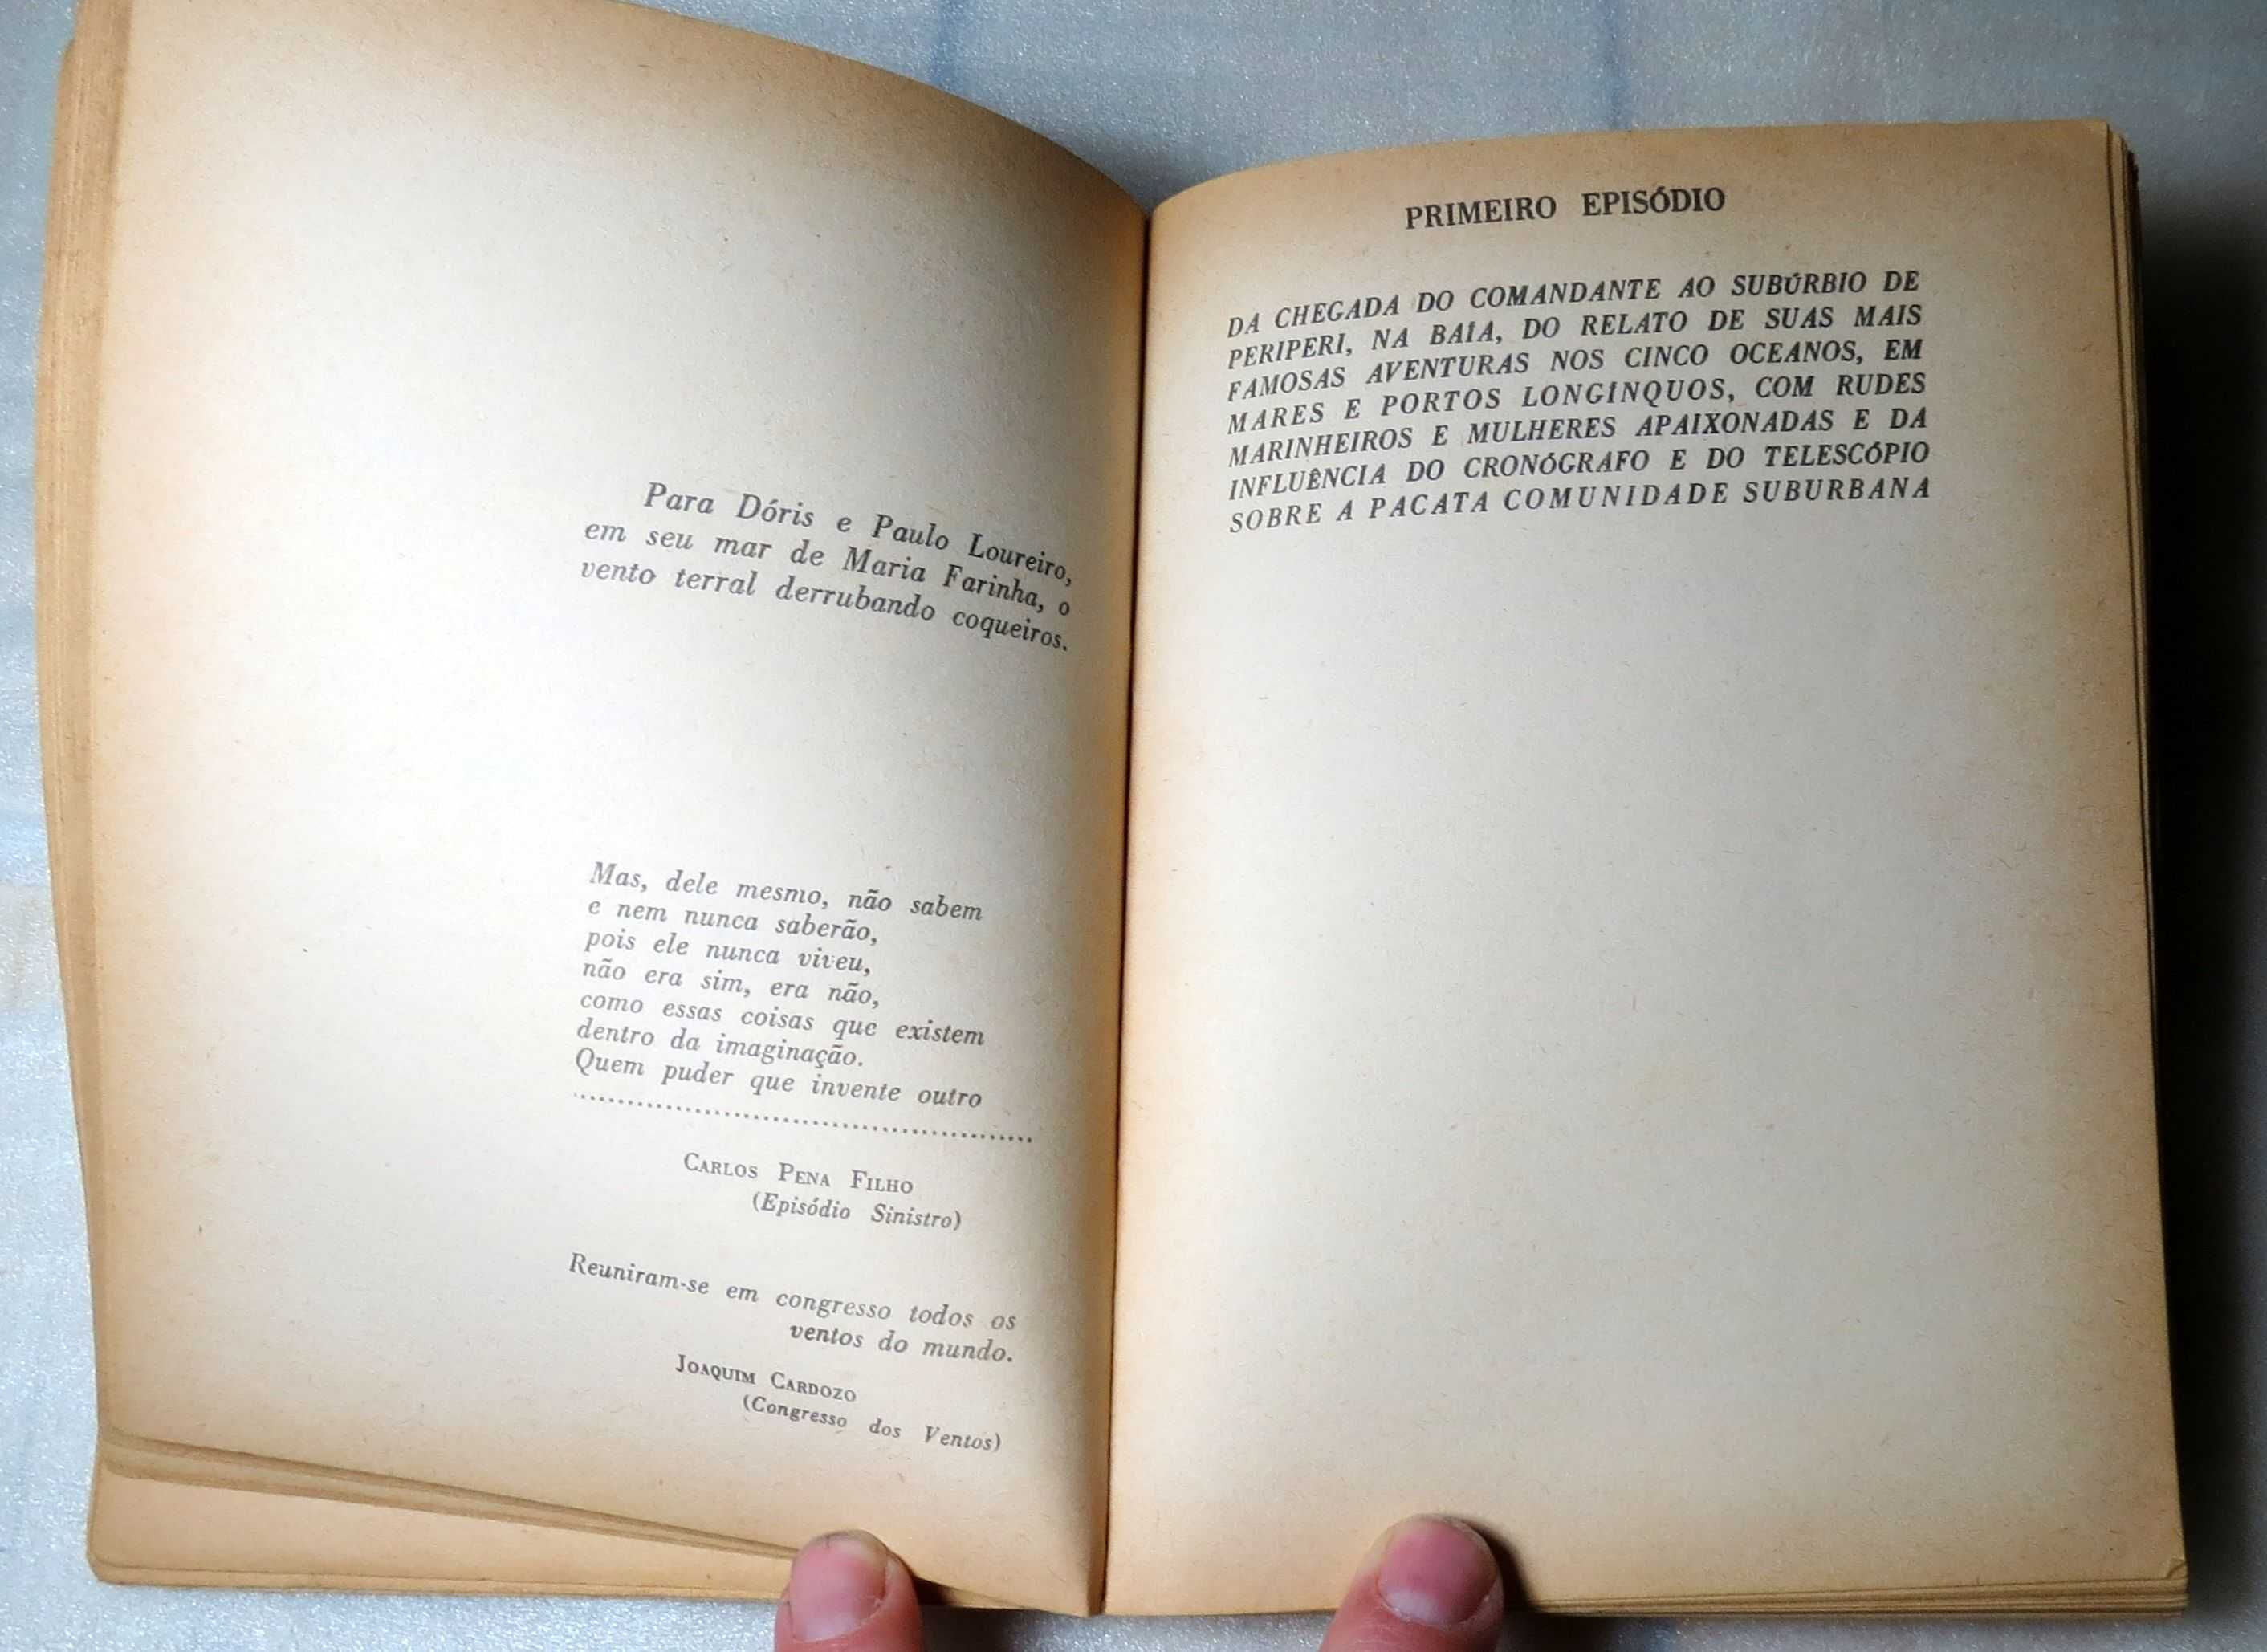 Para Dóris e Paulo Loureiro,
em seu mar de Maria Farinha, o
vento terral derrubando coqueiros.
Mas, dele mesmo, não sabem
e nem nunca saberão,
pois ele nunca viveu,
não era sim, era não,
como essas coisas que existem
dentro da imaginação.
Quem puder que invente outro
................................................
CARLOS PENA FILHO
(Episódio Sinistro)
Reuniram-se em congresso todos os
ventos do mundo.
JOAQUIM CARDOZO
(Congresso dos Ventos)
PRIMEIRO EPISÓDIO
DA CHEGADA DO COMANDANTE AO SUBÚRBIO DE
PERIPERI, NA BAÍA, DO RELATO DE SUAS MAIS
FAMOSAS AVENTURAS NOS CINCO OCEANOS, EM
MARES E PORTOS LONGÍNQUOS, COM RUDES
MARINHEIROS E MULHERES APAIXONADAS E DA
INFLUÊNCIA DO CRONÓGRAFO E DO TELESCÓPIO
SOBRE A PACATA COMUNIDADE SUBURBANA